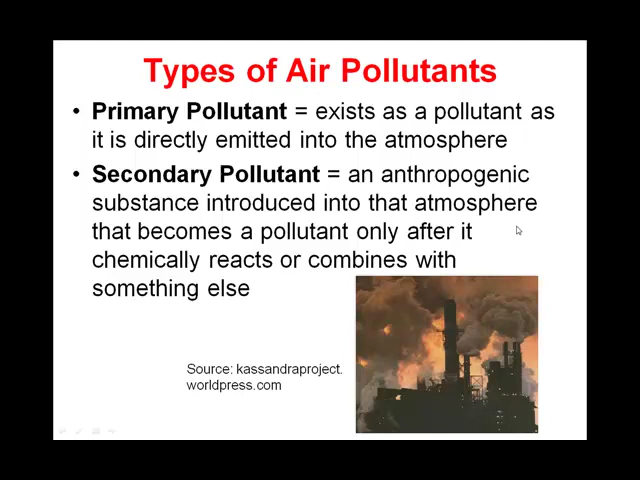 Types of Air Pollutants
• Primary Pollutant = exists as a pollutant as
it is directly emitted into the atmosphere
• Secondary Pollutant = an anthropogenic
substance introduced into that atmosphere
that becomes a pollutant only after it
chemically reacts or combines with
something else
Source: kassandraproject.
worldpress.com